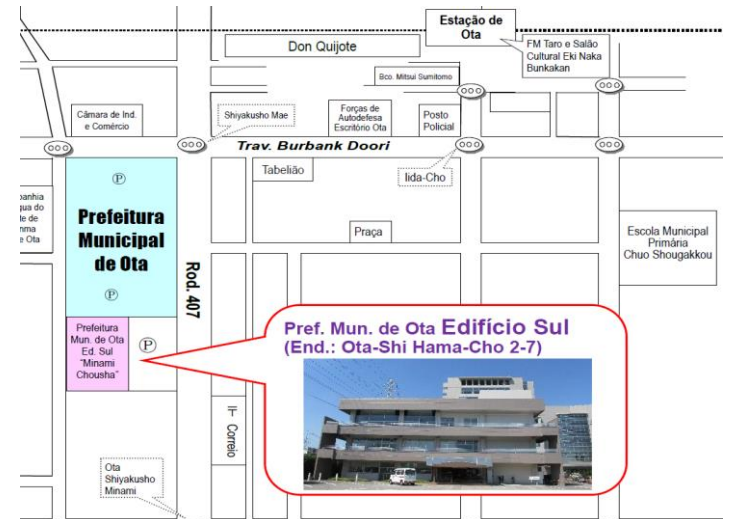 Estação de
Ota
Don Quijote
FM Taro e Salão
Cultural Eki Naka
Bunkakan
Bco. Mitsui Sumitomo
Câmara de Ind.
e Comércio
Shiyakusho Mae
Forças de
Autodefesa
Escritório Ota
Posto
Policial
Trav. Burbank Doori
Tabelião
Iida-Cho
P
Prefeitura
Municipal
de Ota
P
Praça
Escola Municipal
Primária
Chuo Shougakkou
Rod. 407
Prefeitura
Mun. de Ota
Ed. Sul
"Minami
Chousha"
P
Pref. Mun. de Ota Edifício Sul
(End.: Ota-Shi Hama-Cho 2-7)
Correio
Ota
Shiyakusho
Minami